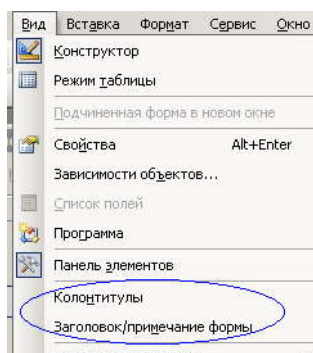 Вид Вставка Формат Сервис Окно
Конструктор
Режим таблицы
Подчиненная форма в новом окне
Свойства Alt+Enter
Зависимости объектов...
Список полей
Программа
Панель элементов
Колонтитулы
Заголовок/примечание формы